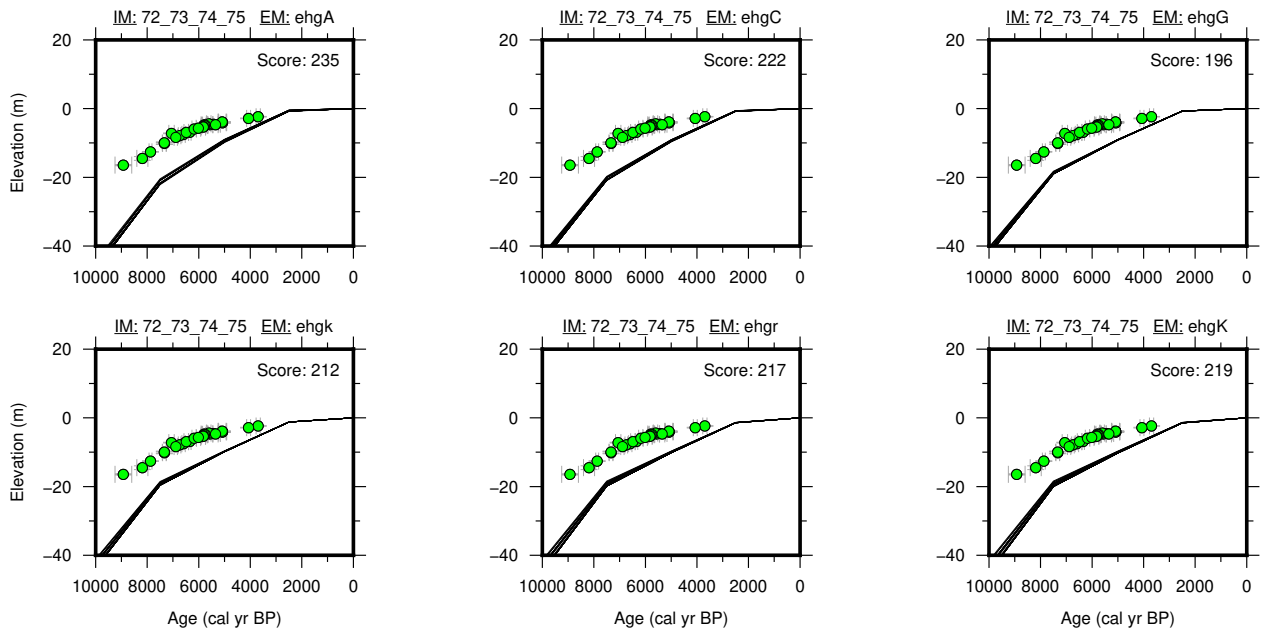 IM: 72_73_74_75 EM: ehgA
IM: 72_73_74_75 EM: ehgC
IM: 72_73_74_75 EM: ehgG
20
0
−20
−40
Elevation (m)
Score: 235
10000 8000 6000 4000 2000 0
20
0
−20
−40
Score: 222
10000 8000 6000 4000 2000 0
20
0
−20
−40
Score: 196
10000 8000 6000 4000 2000 0
IM: 72_73_74_75 EM: ehgk
IM: 72_73_74_75 EM: ehgr
IM: 72_73_74_75 EM: ehgK
20
0
−20
−40
Elevation (m)
Score: 212
10000 8000 6000 4000 2000 0
Age (cal yr BP)
20
0
−20
−40
Score: 217
10000 8000 6000 4000 2000 0
Age (cal yr BP)
20
0
−20
−40
Score: 219
10000 8000 6000 4000 2000 0
Age (cal yr BP)